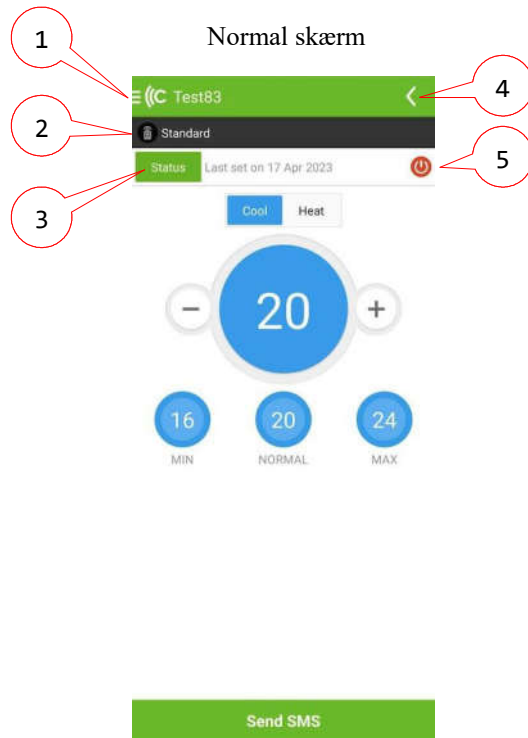 Normal skærm
1
2
3
4
5
Test83
Standard
Status Last set on 17 Apr 2023
Cool Heat
− 20 +
16 20 24
MIN NORMAL MAX
Send SMS